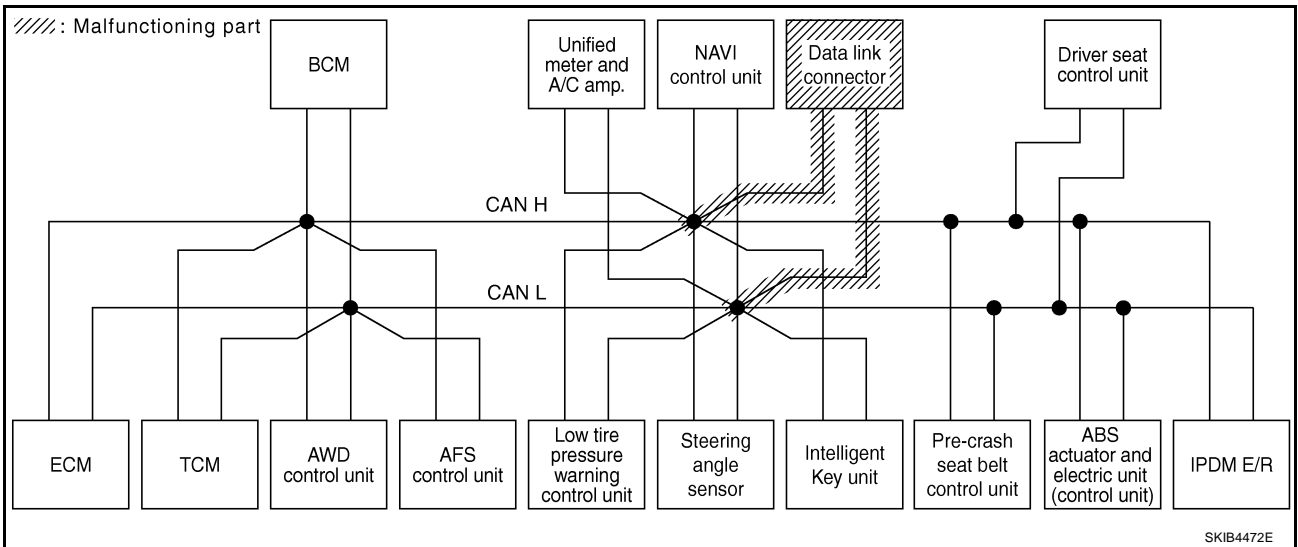 : Malfunctioning part
BCM
Unified
meter and
A/C amp.
NAVI
control unit
Data link
connector
Driver seat
control unit
CAN H
CAN L
ECM
TCM
AWD
control unit
AFS
control unit
Low tire
pressure
warning
control unit
Steering
angle
sensor
Intelligent
Key unit
Pre-crash
seat belt
control unit
ABS
actuator and
electric unit
(control unit)
IPDM E/R
SKIB4472E